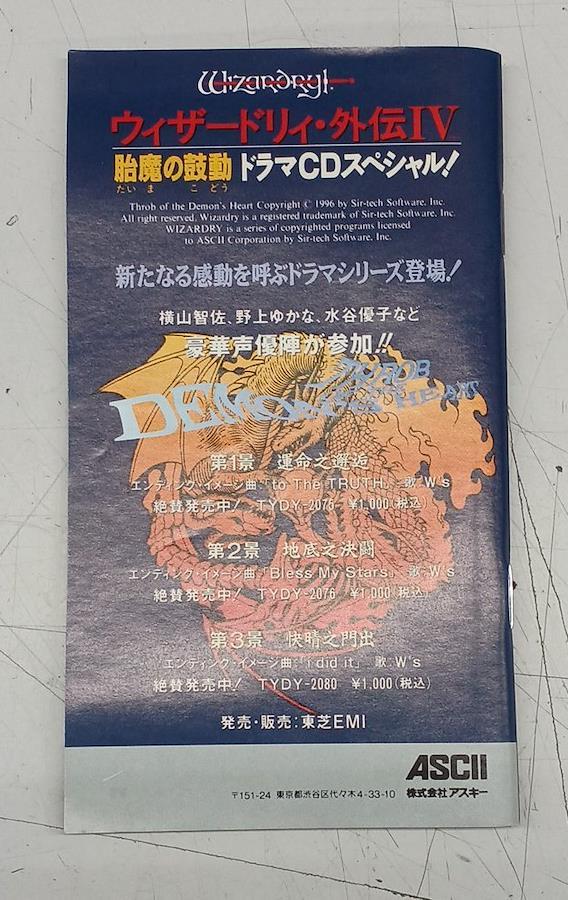 Wizardry
ウィザードリィ・外伝IV
胎魔の鼓動 ドラマCDスペシャル!
たいま こどう
Throb of the Demon's Heart Copyright © 1996 by Sir-tech Software, Inc.
All right reserved. Wizardry is a registered trademark of Sir-tech Software, Inc.
WIZARDRY is a series of copyrighted programs licensed
to ASCII Corporation by Sir-tech Software, Inc.
新たなる感動を呼ぶドラマシリーズ登場!
横山智佐、野上ゆかな、水谷優子など
豪華声優陣が参加!!
THROB
DEMON'S HEART
第1景 運命之邂逅
エンディング・イメージ曲:「to The TRUTH」 歌:W's
絶賛発売中! TYDY-2075 ¥1,000(税込)
第2景 地底之決闘
エンディング・イメージ曲:「Bless My Stars」 歌:W's
絶賛発売中! TYDY-2076 ¥1,000(税込)
第3景 快晴之門出
エンディング・イメージ曲:「i did it」 歌:W's
絶賛発売中! TYDY-2080 ¥1,000(税込)
発売・販売:東芝EMI
ASCII
〒151-24 東京都渋谷区代々木4-33-10 株式会社アスキー